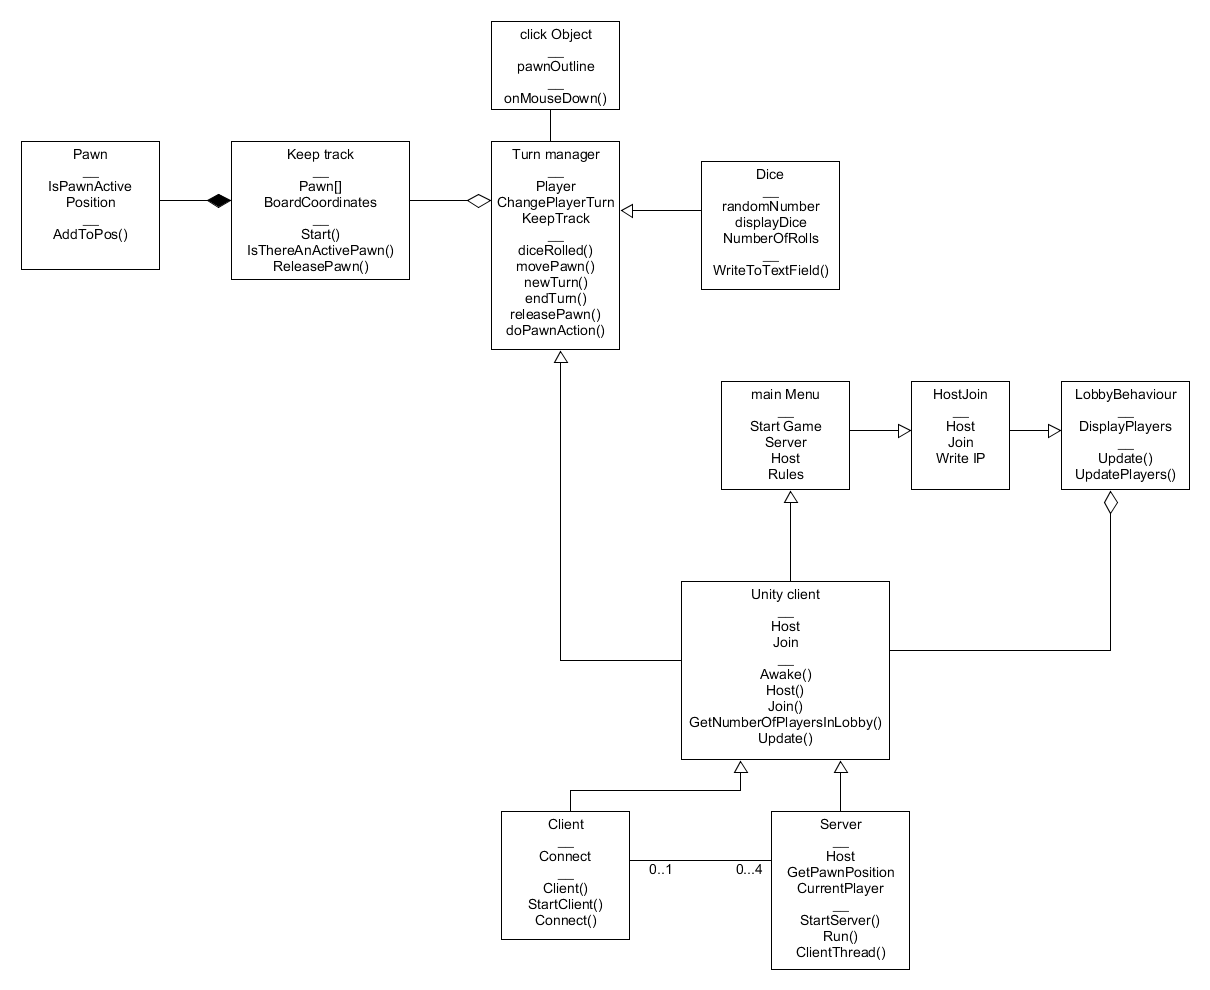 click Object
__
pawnOutline
__
onMouseDown()
Pawn
__
IsPawnActive
Position
__
AddToPos()
Keep track
__
Pawn[]
BoardCoordinates
__
Start()
IsThereAnActivePawn()
ReleasePawn()
Turn manager
__
Player
ChangePlayerTurn
KeepTrack
__
diceRolled()
movePawn()
newTurn()
endTurn()
releasePawn()
doPawnAction()
Dice
__
randomNumber
displayDice
NumberOfRolls
__
WriteToTextField()
main Menu
__
Start Game
Server
Host
Rules
HostJoin
__
Host
Join
Write IP
LobbyBehaviour
__
DisplayPlayers
__
Update()
UpdatePlayers()
Unity client
__
Host
Join
__
Awake()
Host()
Join()
GetNumberOfPlayersInLobby()
Update()
Client
__
Connect
__
Client()
StartClient()
Connect()
0..1
0...4
Server
__
Host
GetPawnPosition
CurrentPlayer
__
StartServer()
Run()
ClientThread()